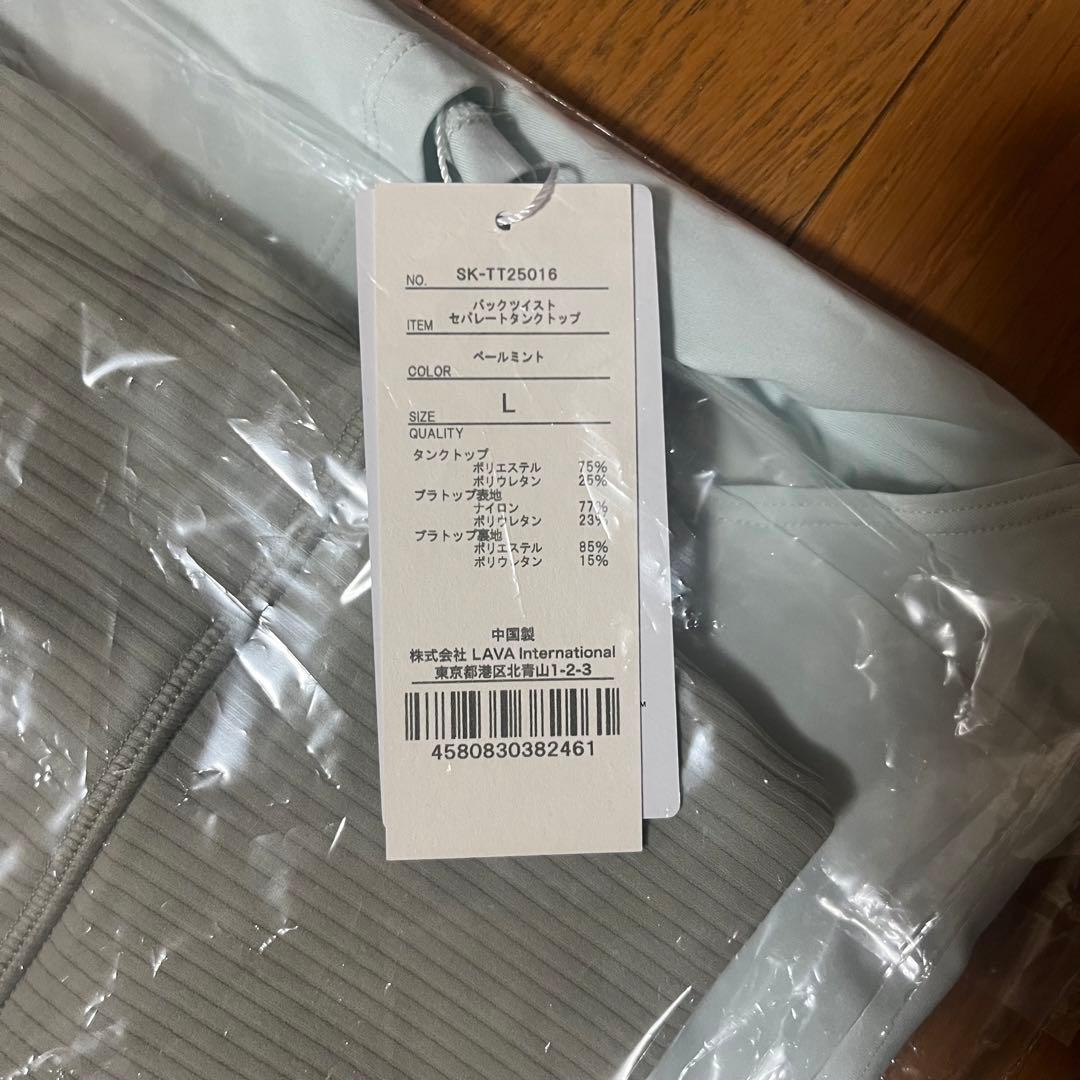 NO. SK-TT25016
バックツイスト
ITEM セパレートタンクトップ
COLOR ペールミント
SIZE L
QUALITY
タンクトップ
ポリエステル 75%
ポリウレタン 25%
ブラトップ表地
ナイロン 77%
ポリウレタン 23%
ブラトップ裏地
ポリエステル 85%
ポリウレタン 15%
中国製
株式会社 LAVA International
東京都港区北青山1-2-3
4580830382461
TM